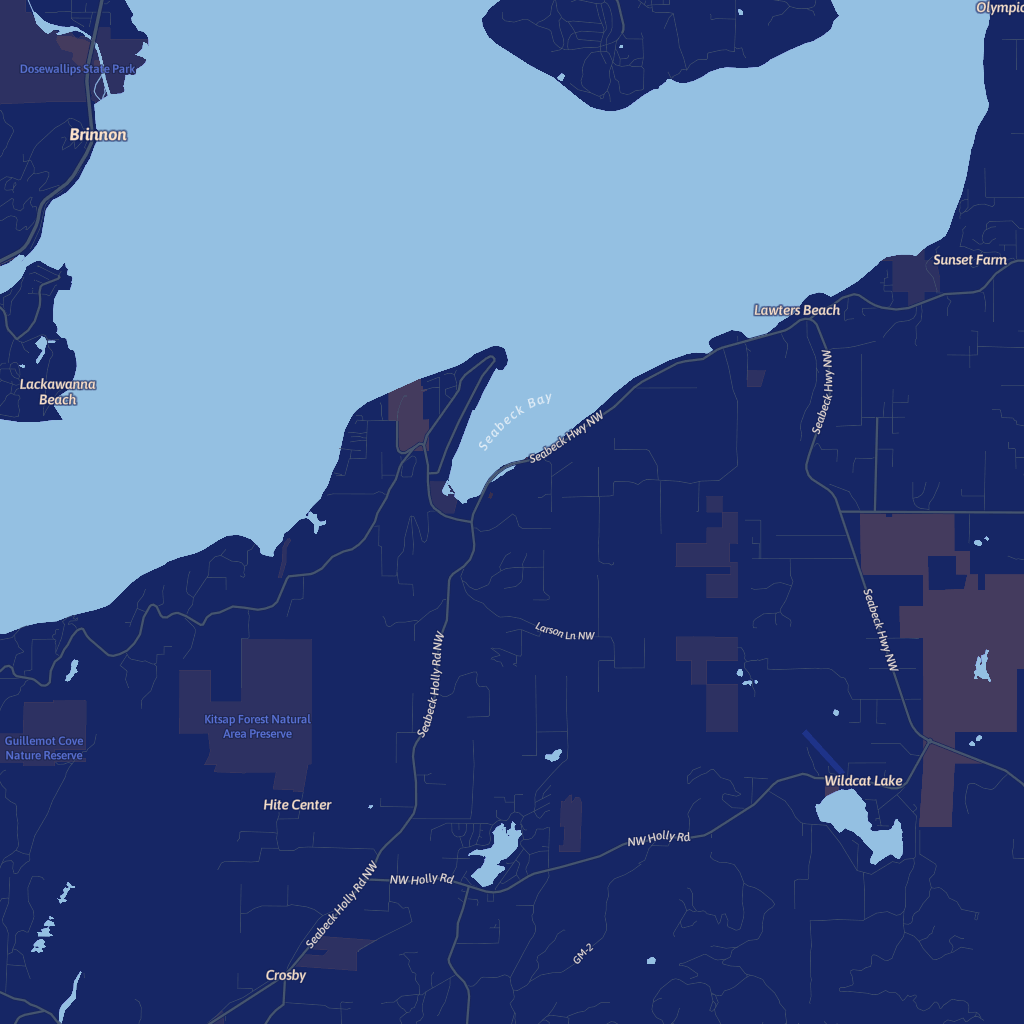 Olympic
Dosewallips State Park
Brinnon
Sunset Farm
Lawters Beach
Lackawanna
Beach
Seabeck Bay
Seabeck Hwy NW
Seabeck Hwy NW
Seabeck Hwy NW
Larson Ln NW
Seabeck Holly Rd NW
Kitsap Forest Natural
Area Preserve
Guillemot Cove
Nature Reserve
Wildcat Lake
Hite Center
NW Holly Rd
NW Holly Rd
Seabeck Holly Rd NW
GM-2
Crosby